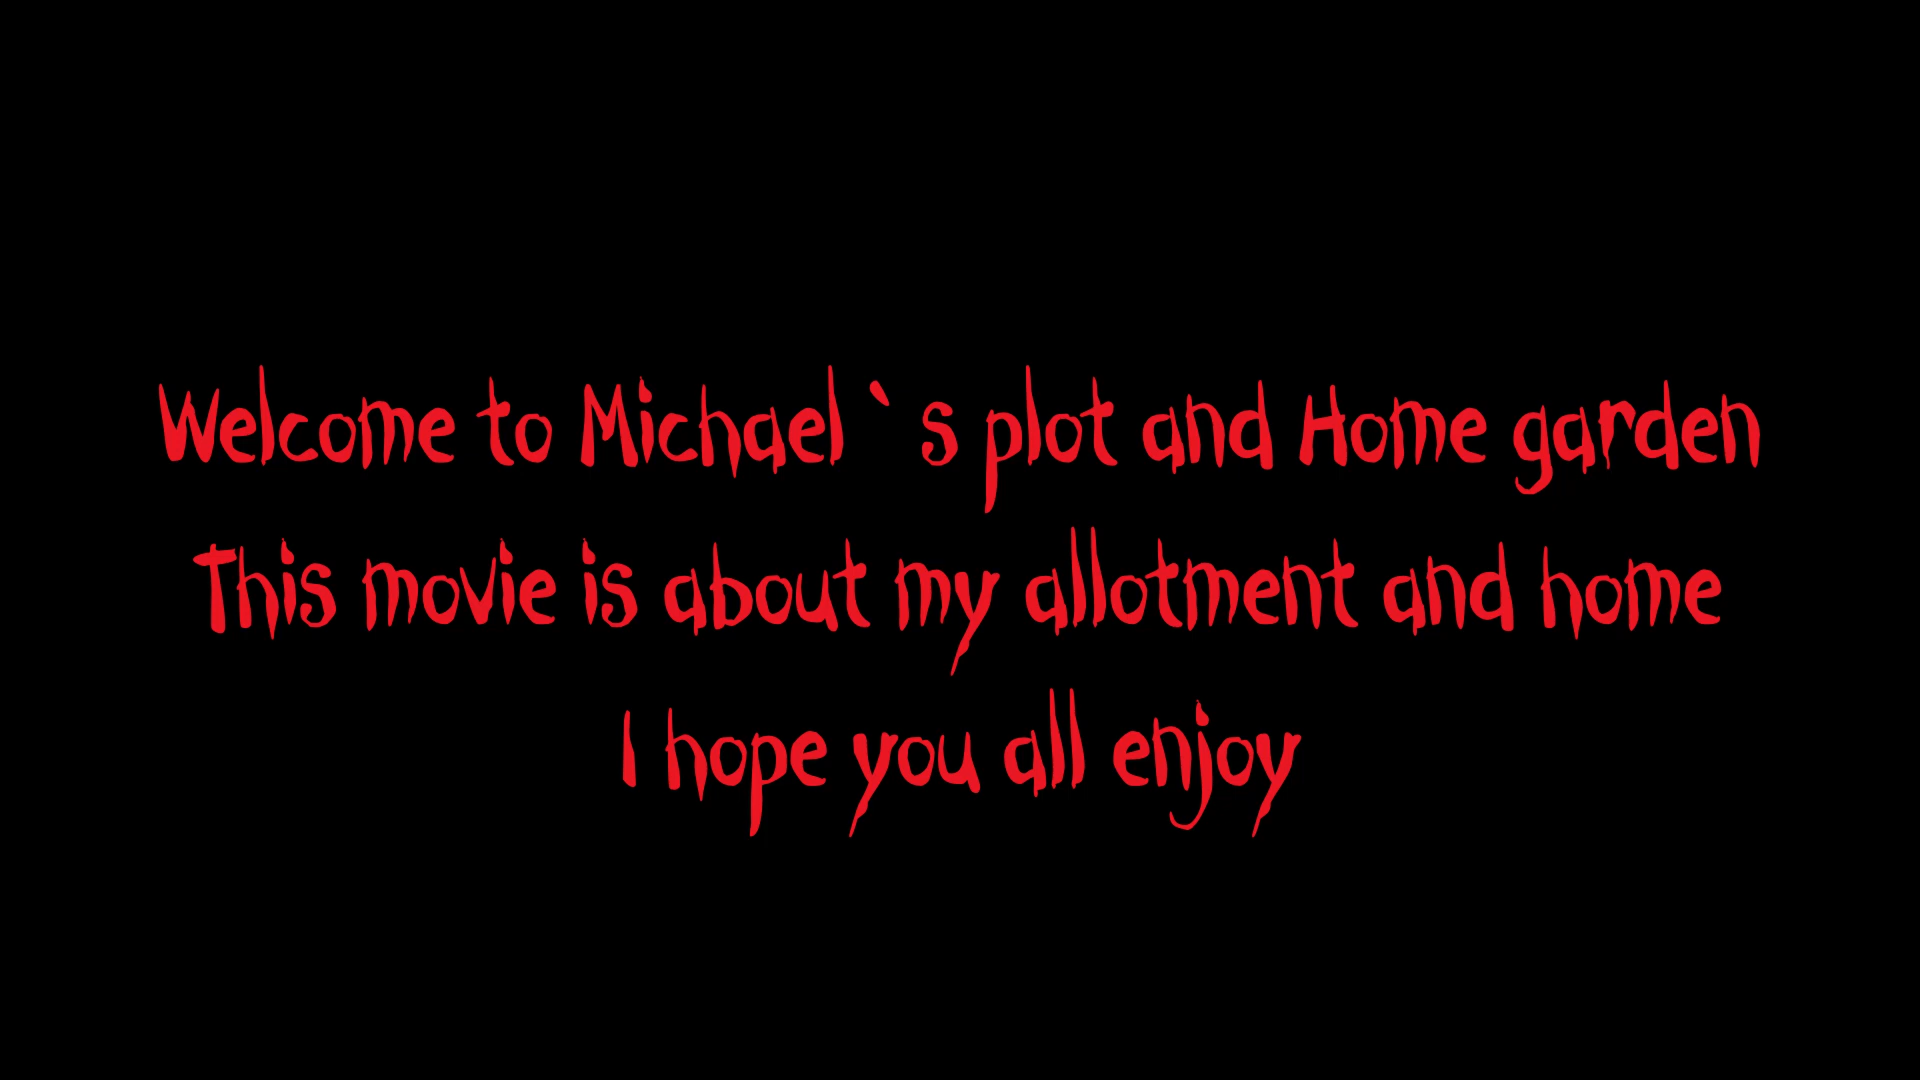 Welcome to Michael`s plot and Home garden
This movie is about my allotment and home
I hope you all enjoy